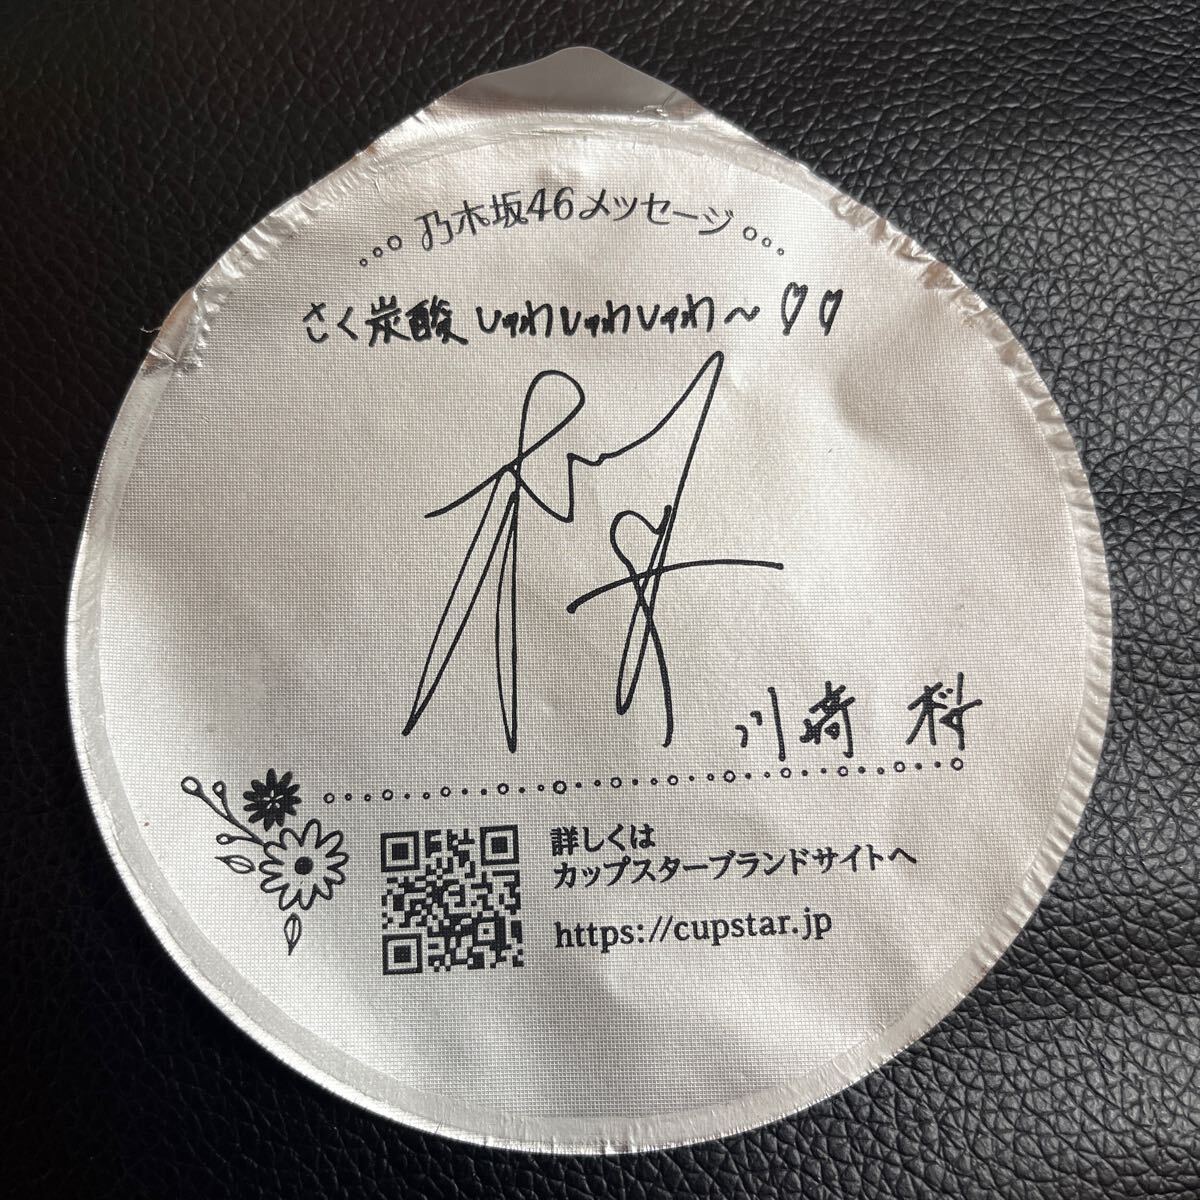 乃木坂46メッセージ
さく炭酸しゅわしゅわしゅわ〜♡♡
川﨑 桜
詳しくは
カップスターブランドサイトへ
https://cupstar.jp